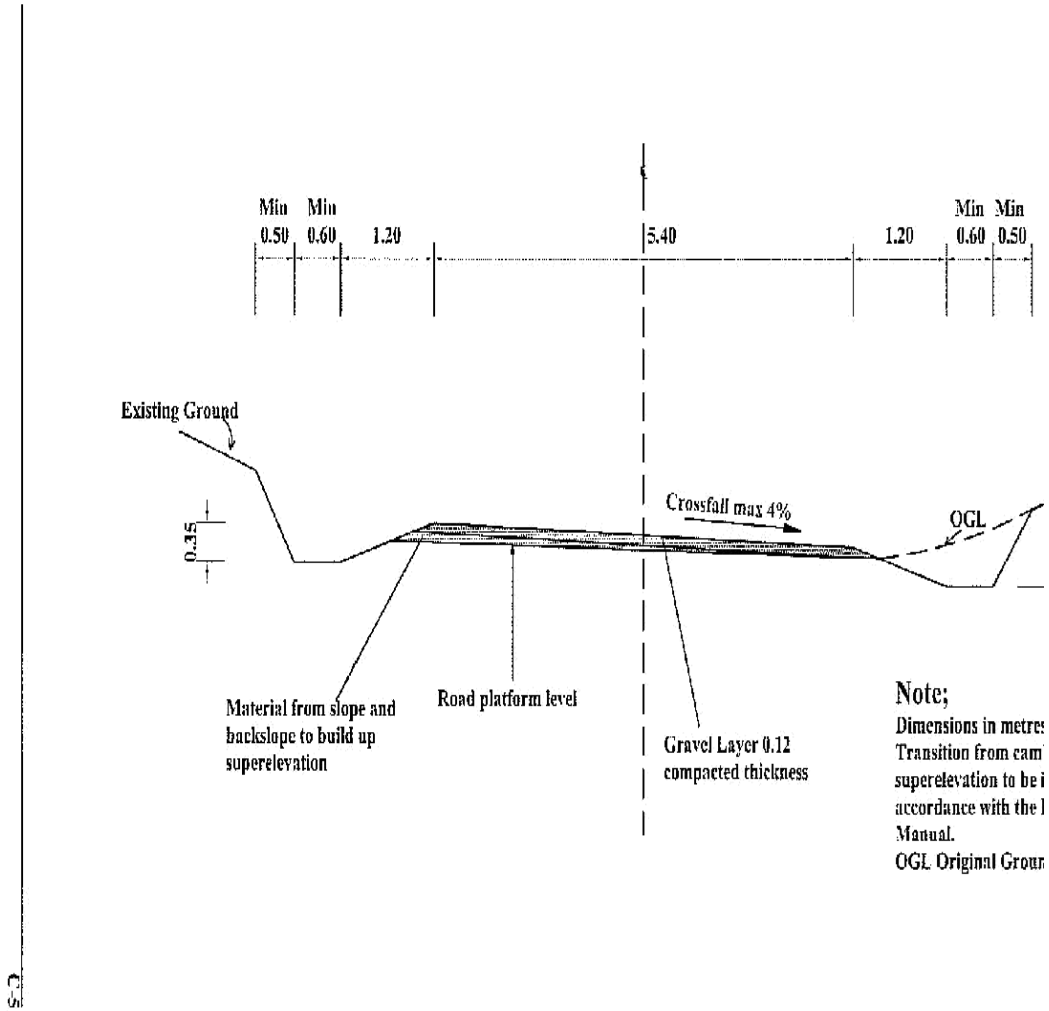 Min Min Min Min
0.50 0.60 1.20 5.40 1.20 0.60 0.50
Existing Ground
0.35
Crossfall max 4%
OGL
Material from slope and
backslope to build up
superelevation
Road platform level
Gravel Layer 0.12
compacted thickness
Note;
Dimensions in metres
Transition from cam
superelevation to be i
accordance with the
Manual.
OGL Original Groun
C-5